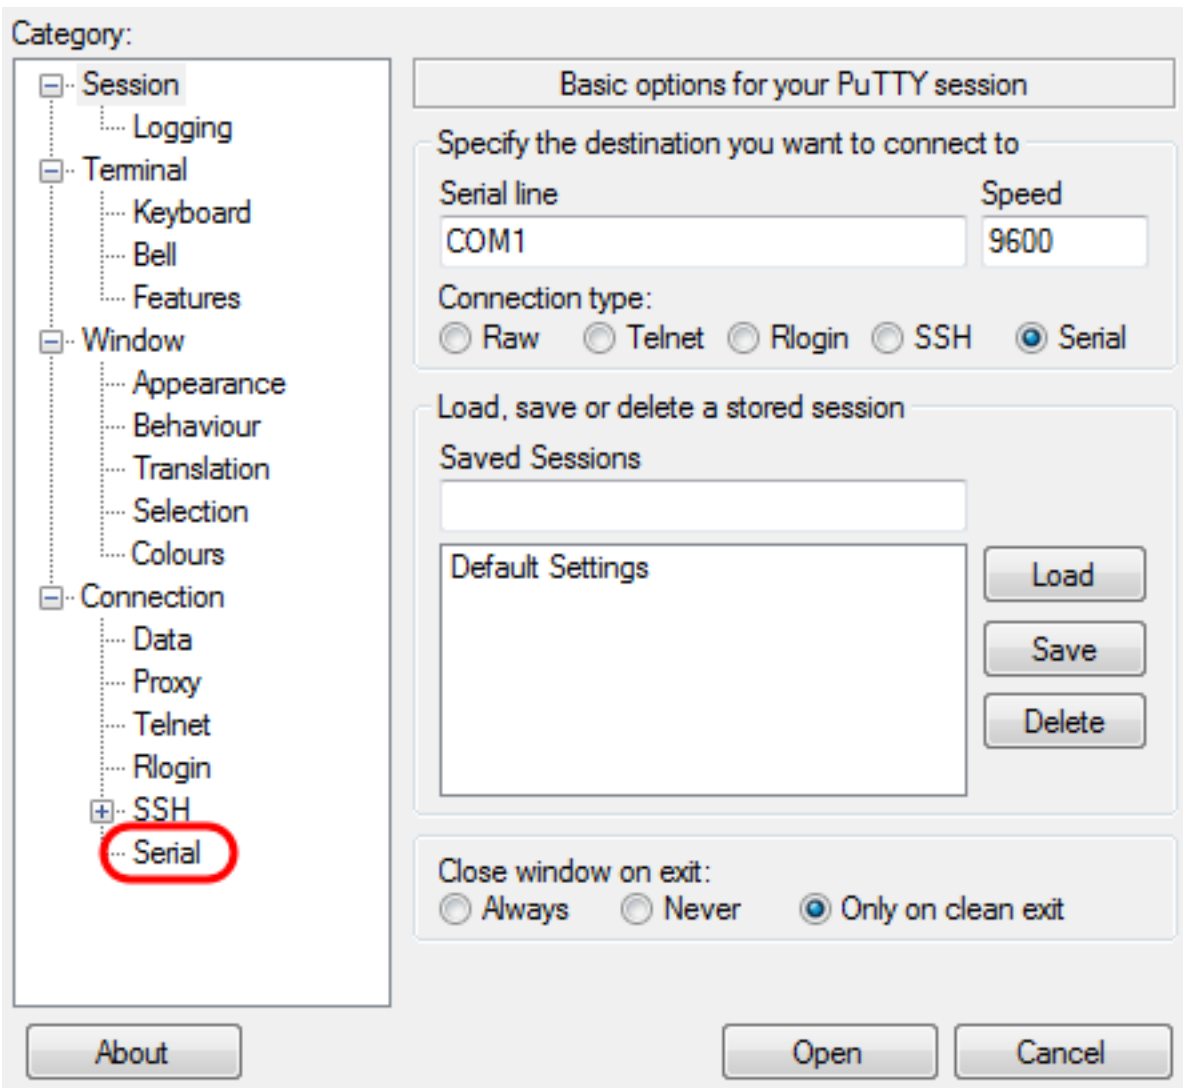 Category:
Session
Logging
Terminal
Keyboard
Bell
Features
Window
Appearance
Behaviour
Translation
Selection
Colours
Connection
Data
Proxy
Telnet
Rlogin
SSH
Serial
Basic options for your PuTTY session
Specify the destination you want to connect to
Serial line Speed
COM1 9600
Connection type:
Raw Telnet Rlogin SSH Serial
Load, save or delete a stored session
Saved Sessions
Default Settings
Load
Save
Delete
Close window on exit:
Always Never Only on clean exit
About Open Cancel